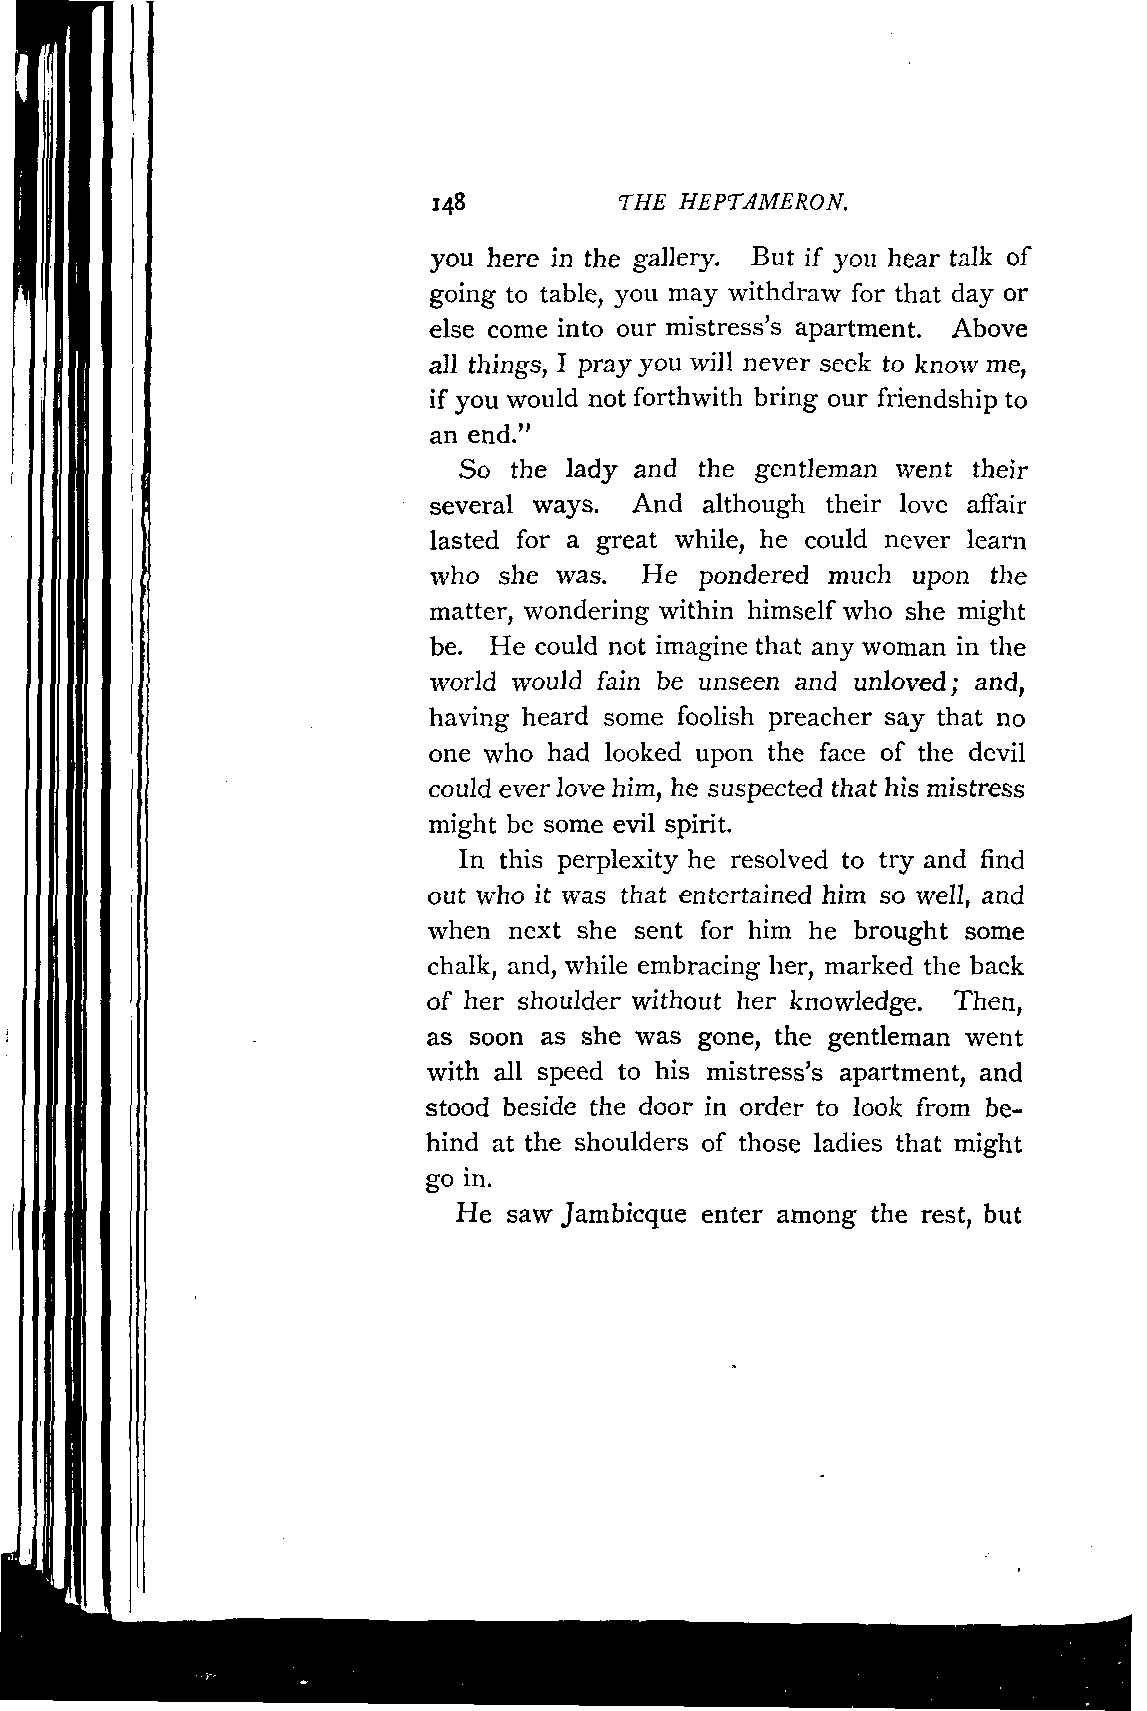 148 THE HEPTAMERON.
you here in the gallery. But if you hear talk of
going to table, you may withdraw for that day or
else come into our mistress's apartment. Above
all things, I pray you will never seek to know me,
if you would not forthwith bring our friendship to
an end."
So the lady and the gentleman went their
several ways. And although their love affair
lasted for a great while, he could never learn
who she was. He pondered much upon the
matter, wondering within himself who she might
be. He could not imagine that any woman in the
world would fain be unseen and unloved; and,
having heard some foolish preacher say that no
one who had looked upon the face of the devil
could ever love him, he suspected that his mistress
might be some evil spirit.
In this perplexity he resolved to try and find
out who it was that entertained him so well, and
when next she sent for him he brought some
chalk, and, while embracing her, marked the back
of her shoulder without her knowledge. Then,
as soon as she was gone, the gentleman went
with all speed to his mistress's apartment, and
stood beside the door in order to look from be-
hind at the shoulders of those ladies that might
go in.
He saw Jambicque enter among the rest, but